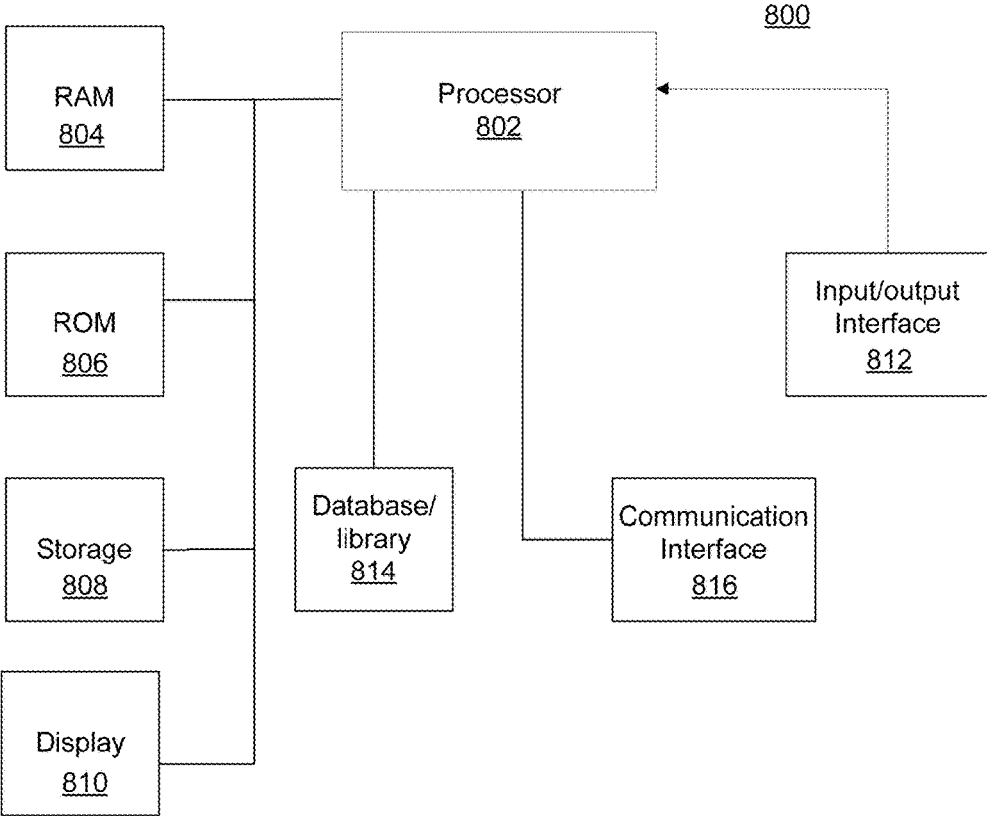 800
RAM
804
Processor
802
ROM
806
Input/output
Interface
812
Storage
808
Database/
library
814
Communication
Interface
816
Display
810